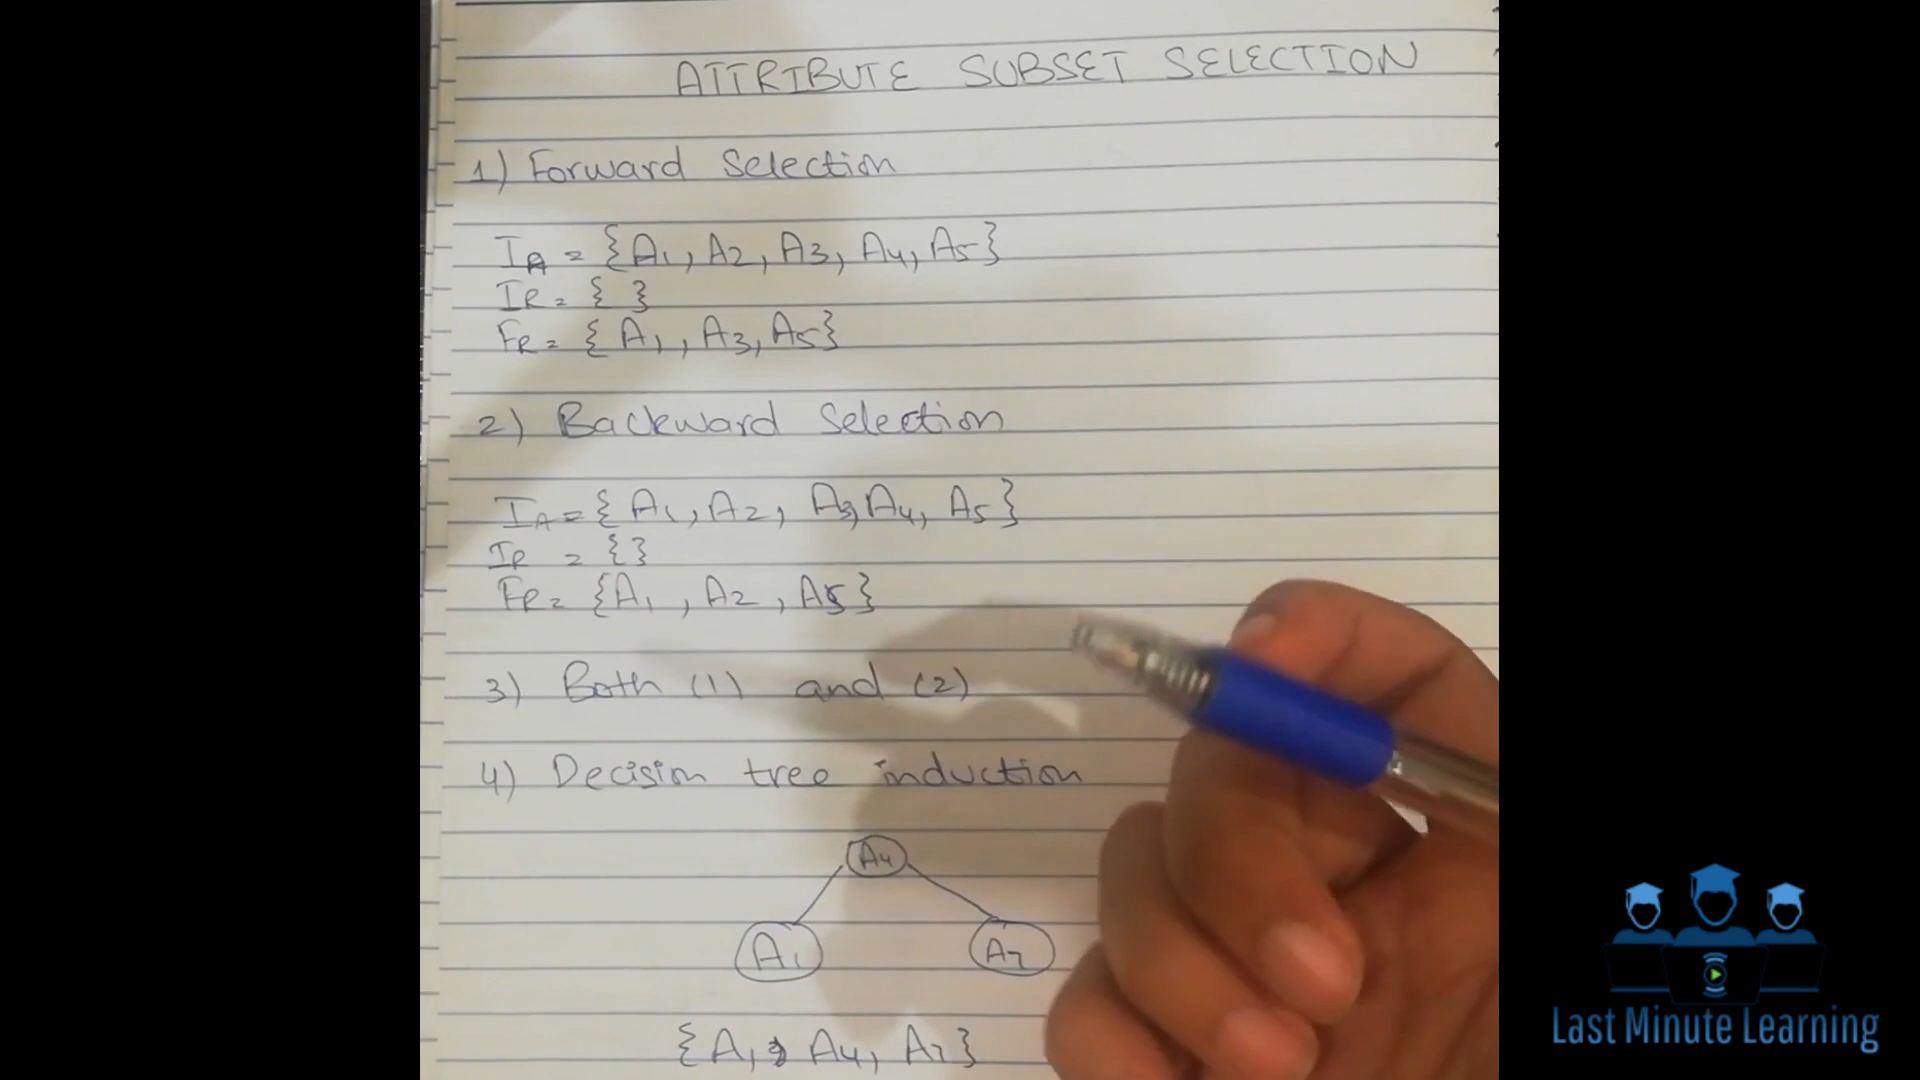 ATTRIBUTE SUBSET SELECTION
1) Forward Selection
IA = {A1, A2, A3, A4, A5}
IR = { }
FR = {A1, A3, A5}
2) Backward Selection
IA = {A1, A2, A3, A4, A5}
IR = {}
FR = {A1, A2, A5}
3) Both (1) and (2)
4) Decision tree induction
A4
A1 A7
{A1, A4, A7}
Last Minute Learning